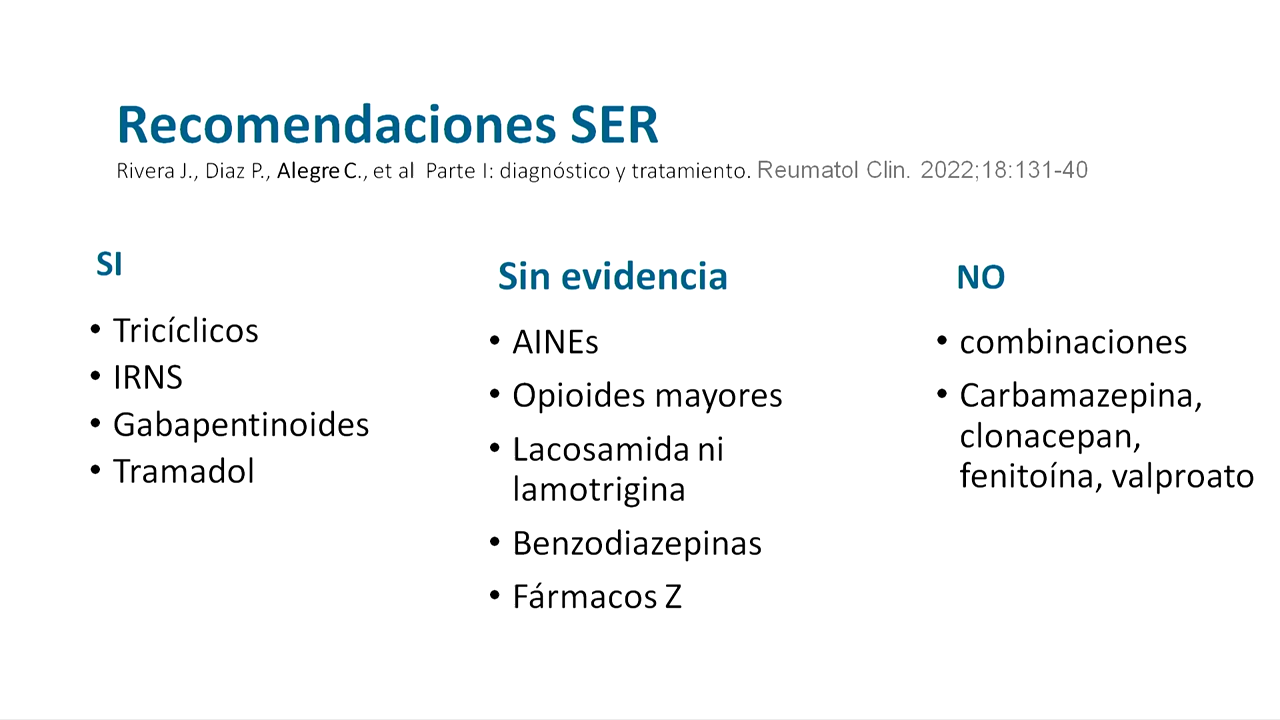 Recomendaciones SER
Rivera J., Diaz P., Alegre C., et al  Parte I: diagnóstico y tratamiento. Reumatol Clin. 2022;18:131-40
SI
• Tricíclicos
• IRNS
• Gabapentinoides
• Tramadol
Sin evidencia
• AINEs
• Opioides mayores
• Lacosamida ni
lamotrigina
• Benzodiazepinas
• Fármacos Z
NO
• combinaciones
• Carbamazepina,
clonacepan,
fenitoína, valproato